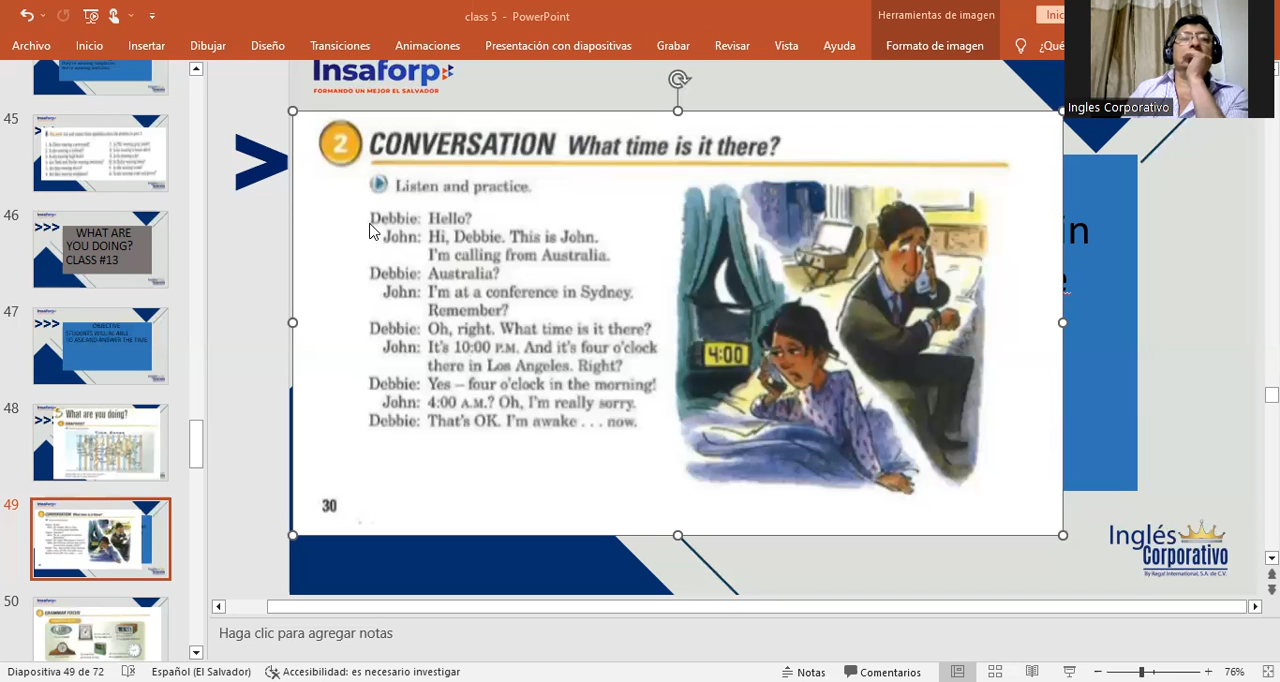 class 5 - PowerPoint
Herramientas de imagen
Archivo Inicio Insertar Dibujar Diseño Transiciones Animaciones Presentación con diapositivas Grabar Revisar Vista Ayuda Formato de imagen ¿Qué
Ingles Corporativo
Insaforp
FORMANDO UN MEJOR EL SALVADOR
2 CONVERSATION What time is it there?
Listen and practice.
Debbie: Hello?
John: Hi, Debbie. This is John.
I'm calling from Australia.
Debbie: Australia?
John: I'm at a conference in Sydney.
Remember?
Debbie: Oh, right. What time is it there?
John: It's 10:00 P.M. And it's four o'clock
there in Los Angeles. Right?
Debbie: Yes – four o'clock in the morning!
John: 4:00 A.M.? Oh, I'm really sorry.
Debbie: That's OK. I'm awake . . . now.
4:00
30
in
Inglés
Corporativo
By Regal International, S.A. de C.V.
45
46
WHAT ARE
YOU DOING?
CLASS #13
47
OBJECTIVE
STUDENTS WILL BE ABLE
TO ASK AND ANSWER THE TIME
48
What are you doing?
49
CONVERSATION What time is it there?
50
GRAMMAR FOCUS
Haga clic para agregar notas
Diapositiva 49 de 72 Español (El Salvador) Accesibilidad: es necesario investigar Notas Comentarios 76%